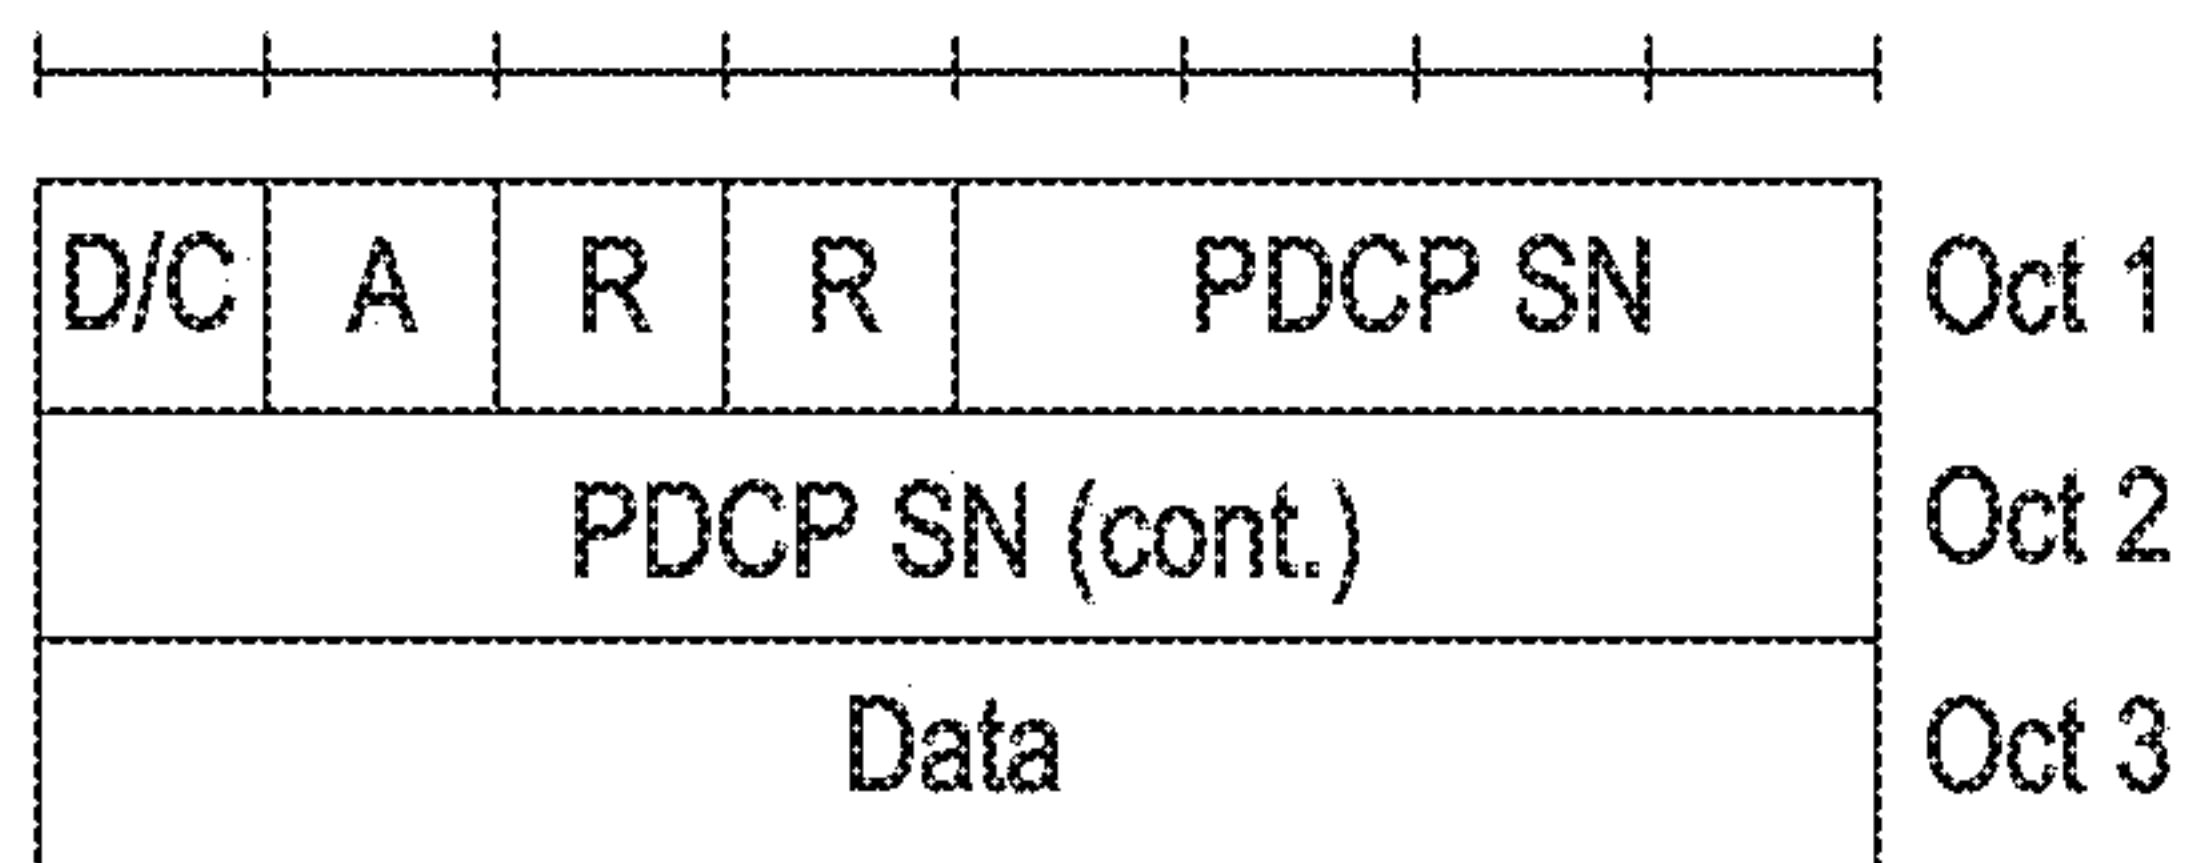 D/C A R R PDCP SN Oct 1
PDCP SN (cont.) Oct 2
Data Oct 3